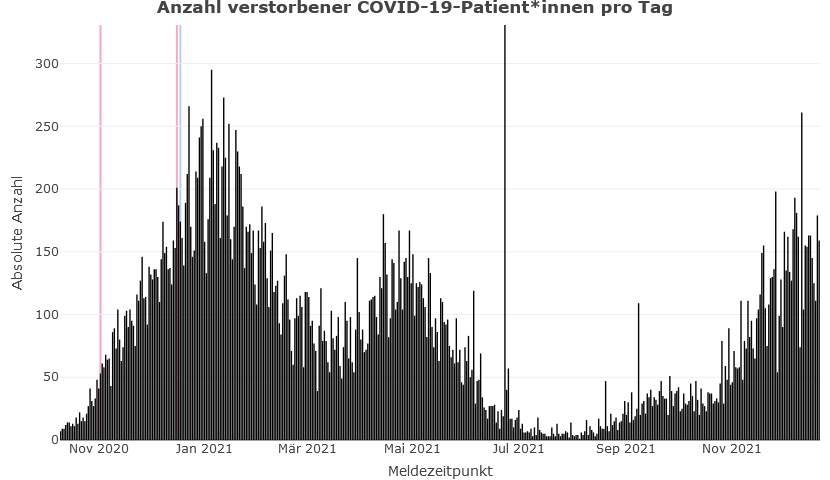 Anzahl verstorbener COVID-19-Patient*innen pro Tag
300
250
200
150
100
50
0
Absolute Anzahl
Nov 2020 Jan 2021 Mär 2021 Mai 2021 Jul 2021 Sep 2021 Nov 2021
Meldezeitpunkt